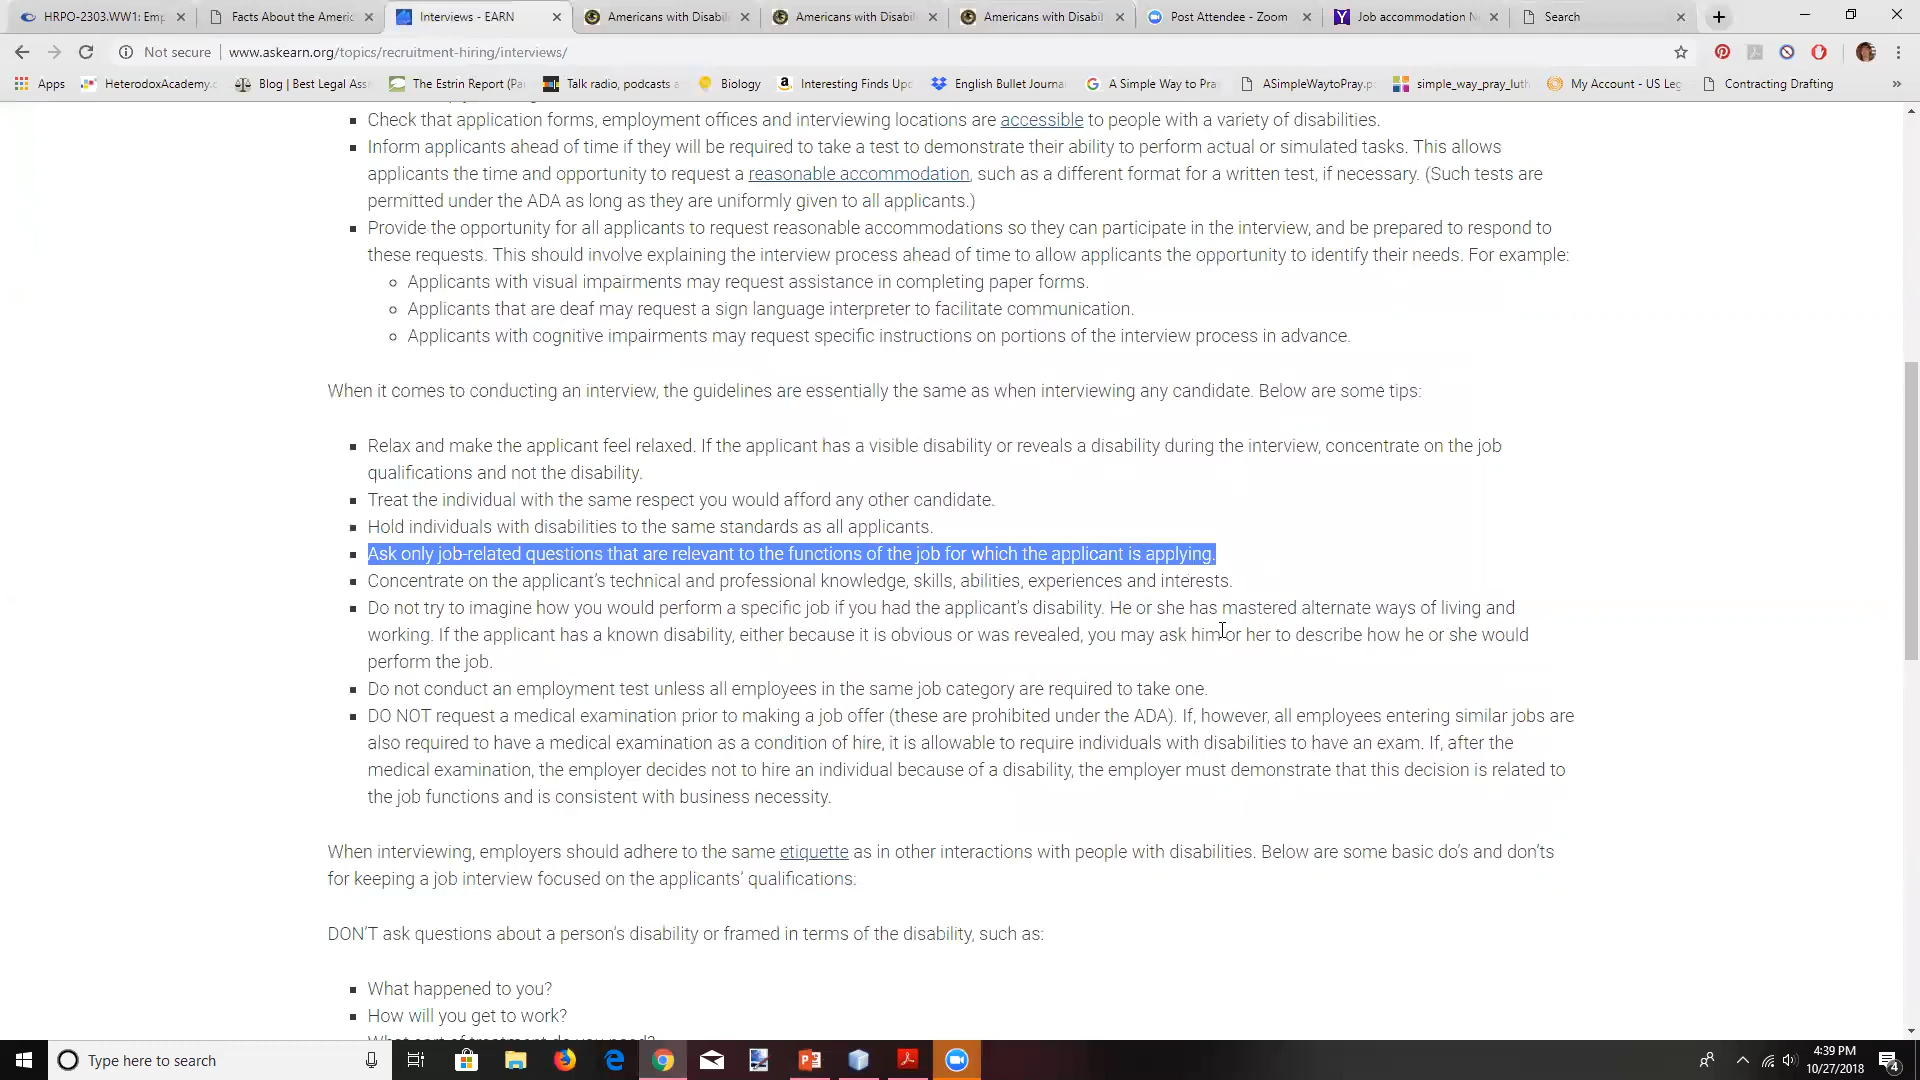 HRPO-2303.WW1: Emp
Facts About the Americ
Interviews - EARN
Americans with Disabil
Americans with Disabil
Americans with Disabil
Post Attendee - Zoom
Job accommodation N
Search
Not secure
www.askearn.org/topics/recruitment-hiring/interviews/
Apps
HeterodoxAcademy.c
Blog | Best Legal Ass
The Estrin Report (Pa
Talk radio, podcasts a
Biology
Interesting Finds Upd
English Bullet Journa
A Simple Way to Pra
ASimpleWaytoPray.p
simple_way_pray_luth
My Account - US Leg
Contracting Drafting
Check that application forms, employment offices and interviewing locations are accessible to people with a variety of disabilities.
Inform applicants ahead of time if they will be required to take a test to demonstrate their ability to perform actual or simulated tasks. This allows
applicants the time and opportunity to request a reasonable accommodation, such as a different format for a written test, if necessary. (Such tests are
permitted under the ADA as long as they are uniformly given to all applicants.)
Provide the opportunity for all applicants to request reasonable accommodations so they can participate in the interview, and be prepared to respond to
these requests. This should involve explaining the interview process ahead of time to allow applicants the opportunity to identify their needs. For example:
Applicants with visual impairments may request assistance in completing paper forms.
Applicants that are deaf may request a sign language interpreter to facilitate communication.
Applicants with cognitive impairments may request specific instructions on portions of the interview process in advance.
When it comes to conducting an interview, the guidelines are essentially the same as when interviewing any candidate. Below are some tips:
Relax and make the applicant feel relaxed. If the applicant has a visible disability or reveals a disability during the interview, concentrate on the job
qualifications and not the disability.
Treat the individual with the same respect you would afford any other candidate.
Hold individuals with disabilities to the same standards as all applicants.
Ask only job-related questions that are relevant to the functions of the job for which the applicant is applying.
Concentrate on the applicant's technical and professional knowledge, skills, abilities, experiences and interests.
Do not try to imagine how you would perform a specific job if you had the applicant's disability. He or she has mastered alternate ways of living and
working. If the applicant has a known disability, either because it is obvious or was revealed, you may ask him or her to describe how he or she would
perform the job.
Do not conduct an employment test unless all employees in the same job category are required to take one.
DO NOT request a medical examination prior to making a job offer (these are prohibited under the ADA). If, however, all employees entering similar jobs are
also required to have a medical examination as a condition of hire, it is allowable to require individuals with disabilities to have an exam. If, after the
medical examination, the employer decides not to hire an individual because of a disability, the employer must demonstrate that this decision is related to
the job functions and is consistent with business necessity.
When interviewing, employers should adhere to the same etiquette as in other interactions with people with disabilities. Below are some basic do's and don'ts
for keeping a job interview focused on the applicants' qualifications:
DON'T ask questions about a person's disability or framed in terms of the disability, such as:
What happened to you?
How will you get to work?
Type here to search
4:39 PM
10/27/2018
4